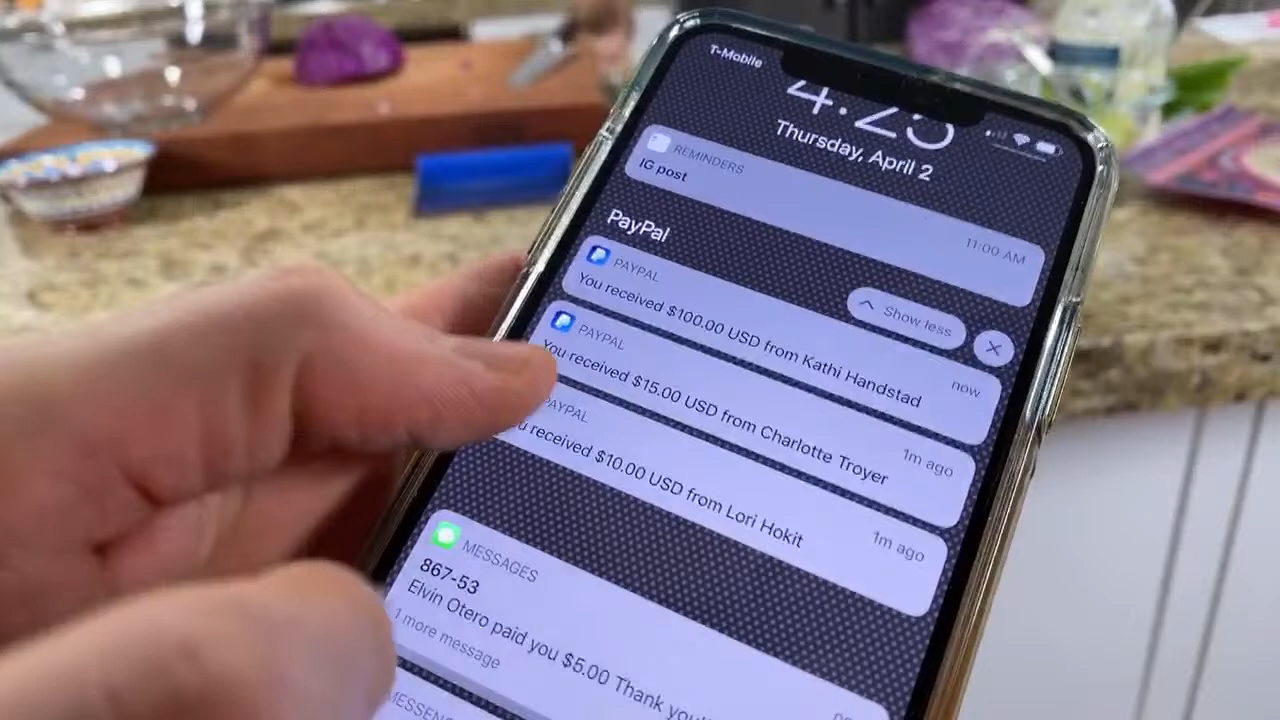 T-Mobile
4:25
Thursday, April 2
REMINDERS
IG post
11:00 AM
PayPal
Show less
PAYPAL
You received $100.00 USD from Kathi Handstad
now
PAYPAL
You received $15.00 USD from Charlotte Troyer
1m ago
PAYPAL
You received $10.00 USD from Lori Hokit
1m ago
MESSAGES
867-53
Elvin Otero paid you $5.00 Thank you!
1 more message